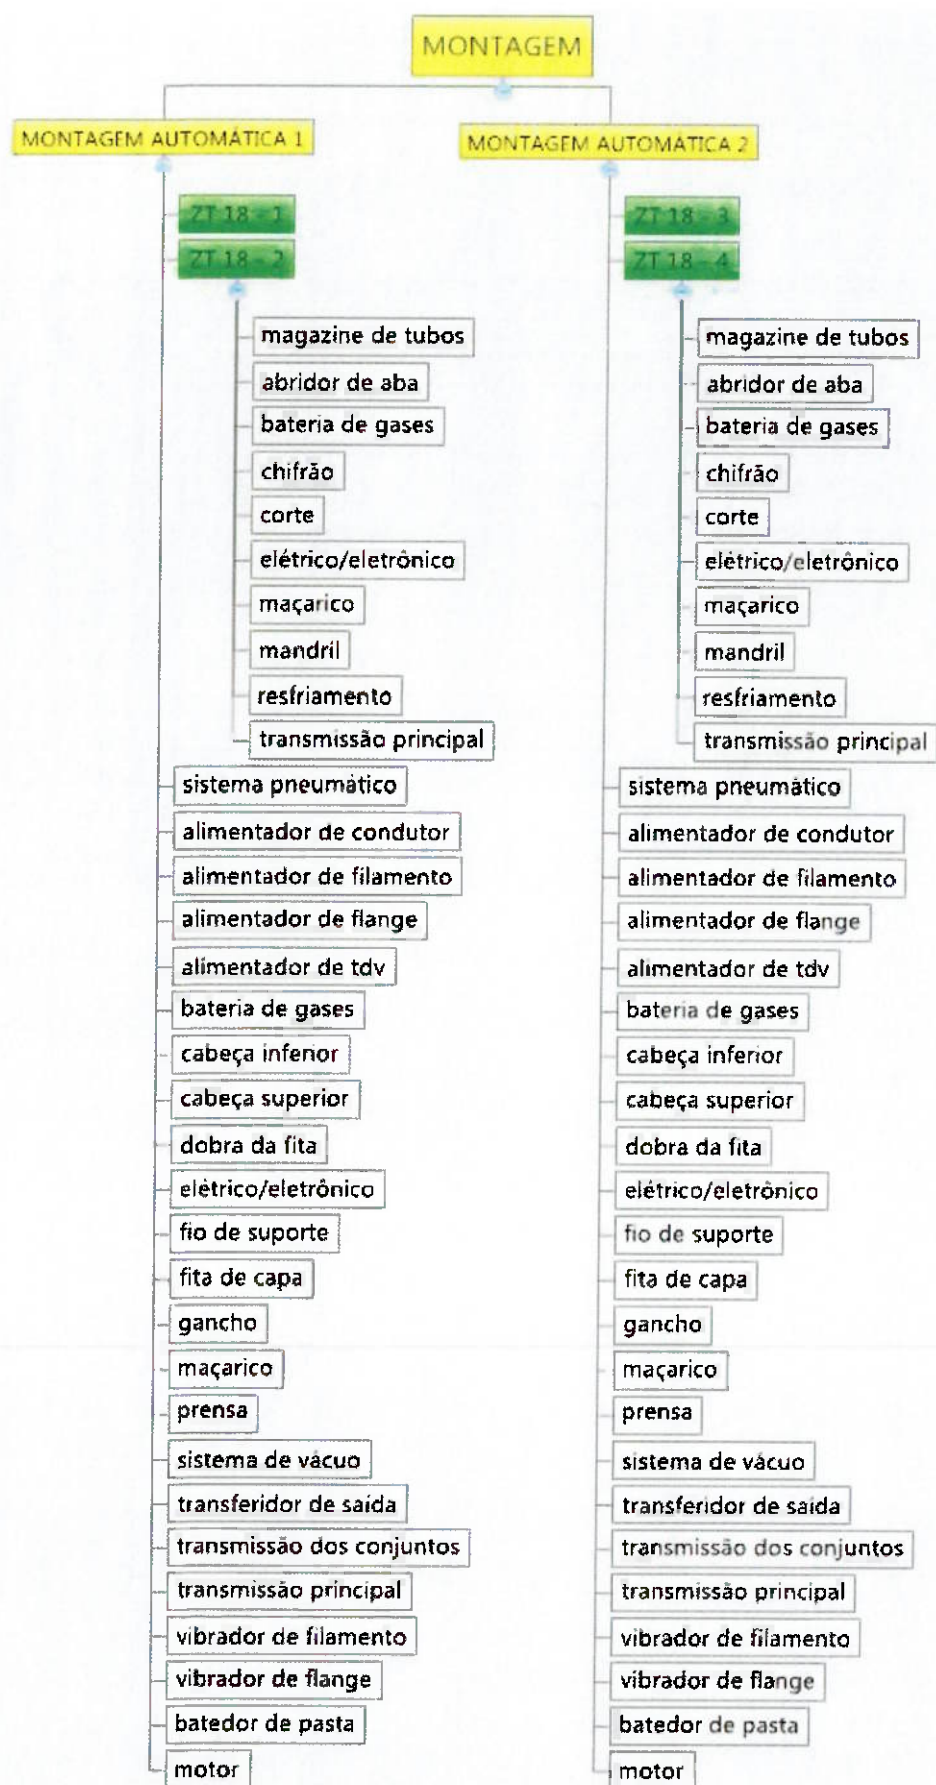 MONTAGEM
MONTAGEM AUTOMÁTICA 1
ZT 18 - 1
ZT 18 - 2
magazine de tubos
abridor de aba
bateria de gases
chifrão
corte
elétrico/eletrônico
maçarico
mandril
resfriamento
transmissão principal
sistema pneumático
alimentador de condutor
alimentador de filamento
alimentador de flange
alimentador de tdv
bateria de gases
cabeça inferior
cabeça superior
dobra da fita
elétrico/eletrônico
fio de suporte
fita de capa
gancho
maçarico
prensa
sistema de vácuo
transferidor de saída
transmissão dos conjuntos
transmissão principal
vibrador de filamento
vibrador de flange
batedor de pasta
motor
MONTAGEM AUTOMÁTICA 2
ZT 18 - 3
ZT 18 - 4
magazine de tubos
abridor de aba
bateria de gases
chifrão
corte
elétrico/eletrônico
maçarico
mandril
resfriamento
transmissão principal
sistema pneumático
alimentador de condutor
alimentador de filamento
alimentador de flange
alimentador de tdv
bateria de gases
cabeça inferior
cabeça superior
dobra da fita
elétrico/eletrônico
fio de suporte
fita de capa
gancho
maçarico
prensa
sistema de vácuo
transferidor de saída
transmissão dos conjuntos
transmissão principal
vibrador de filamento
vibrador de flange
batedor de pasta
motor